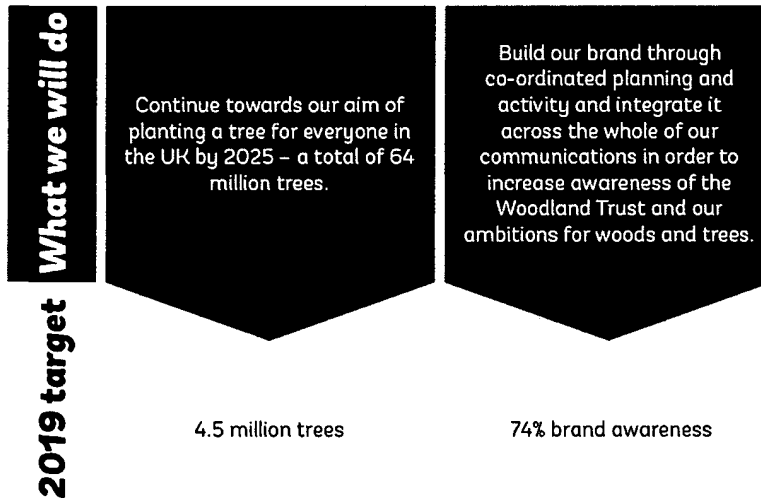 What we will do
Continue towards our aim of
planting a tree for everyone in
the UK by 2025 – a total of 64
million trees.
Build our brand through
co-ordinated planning and
activity and integrate it
across the whole of our
communications in order to
increase awareness of the
Woodland Trust and our
ambitions for woods and trees.
2019 target
4.5 million trees
74% brand awareness